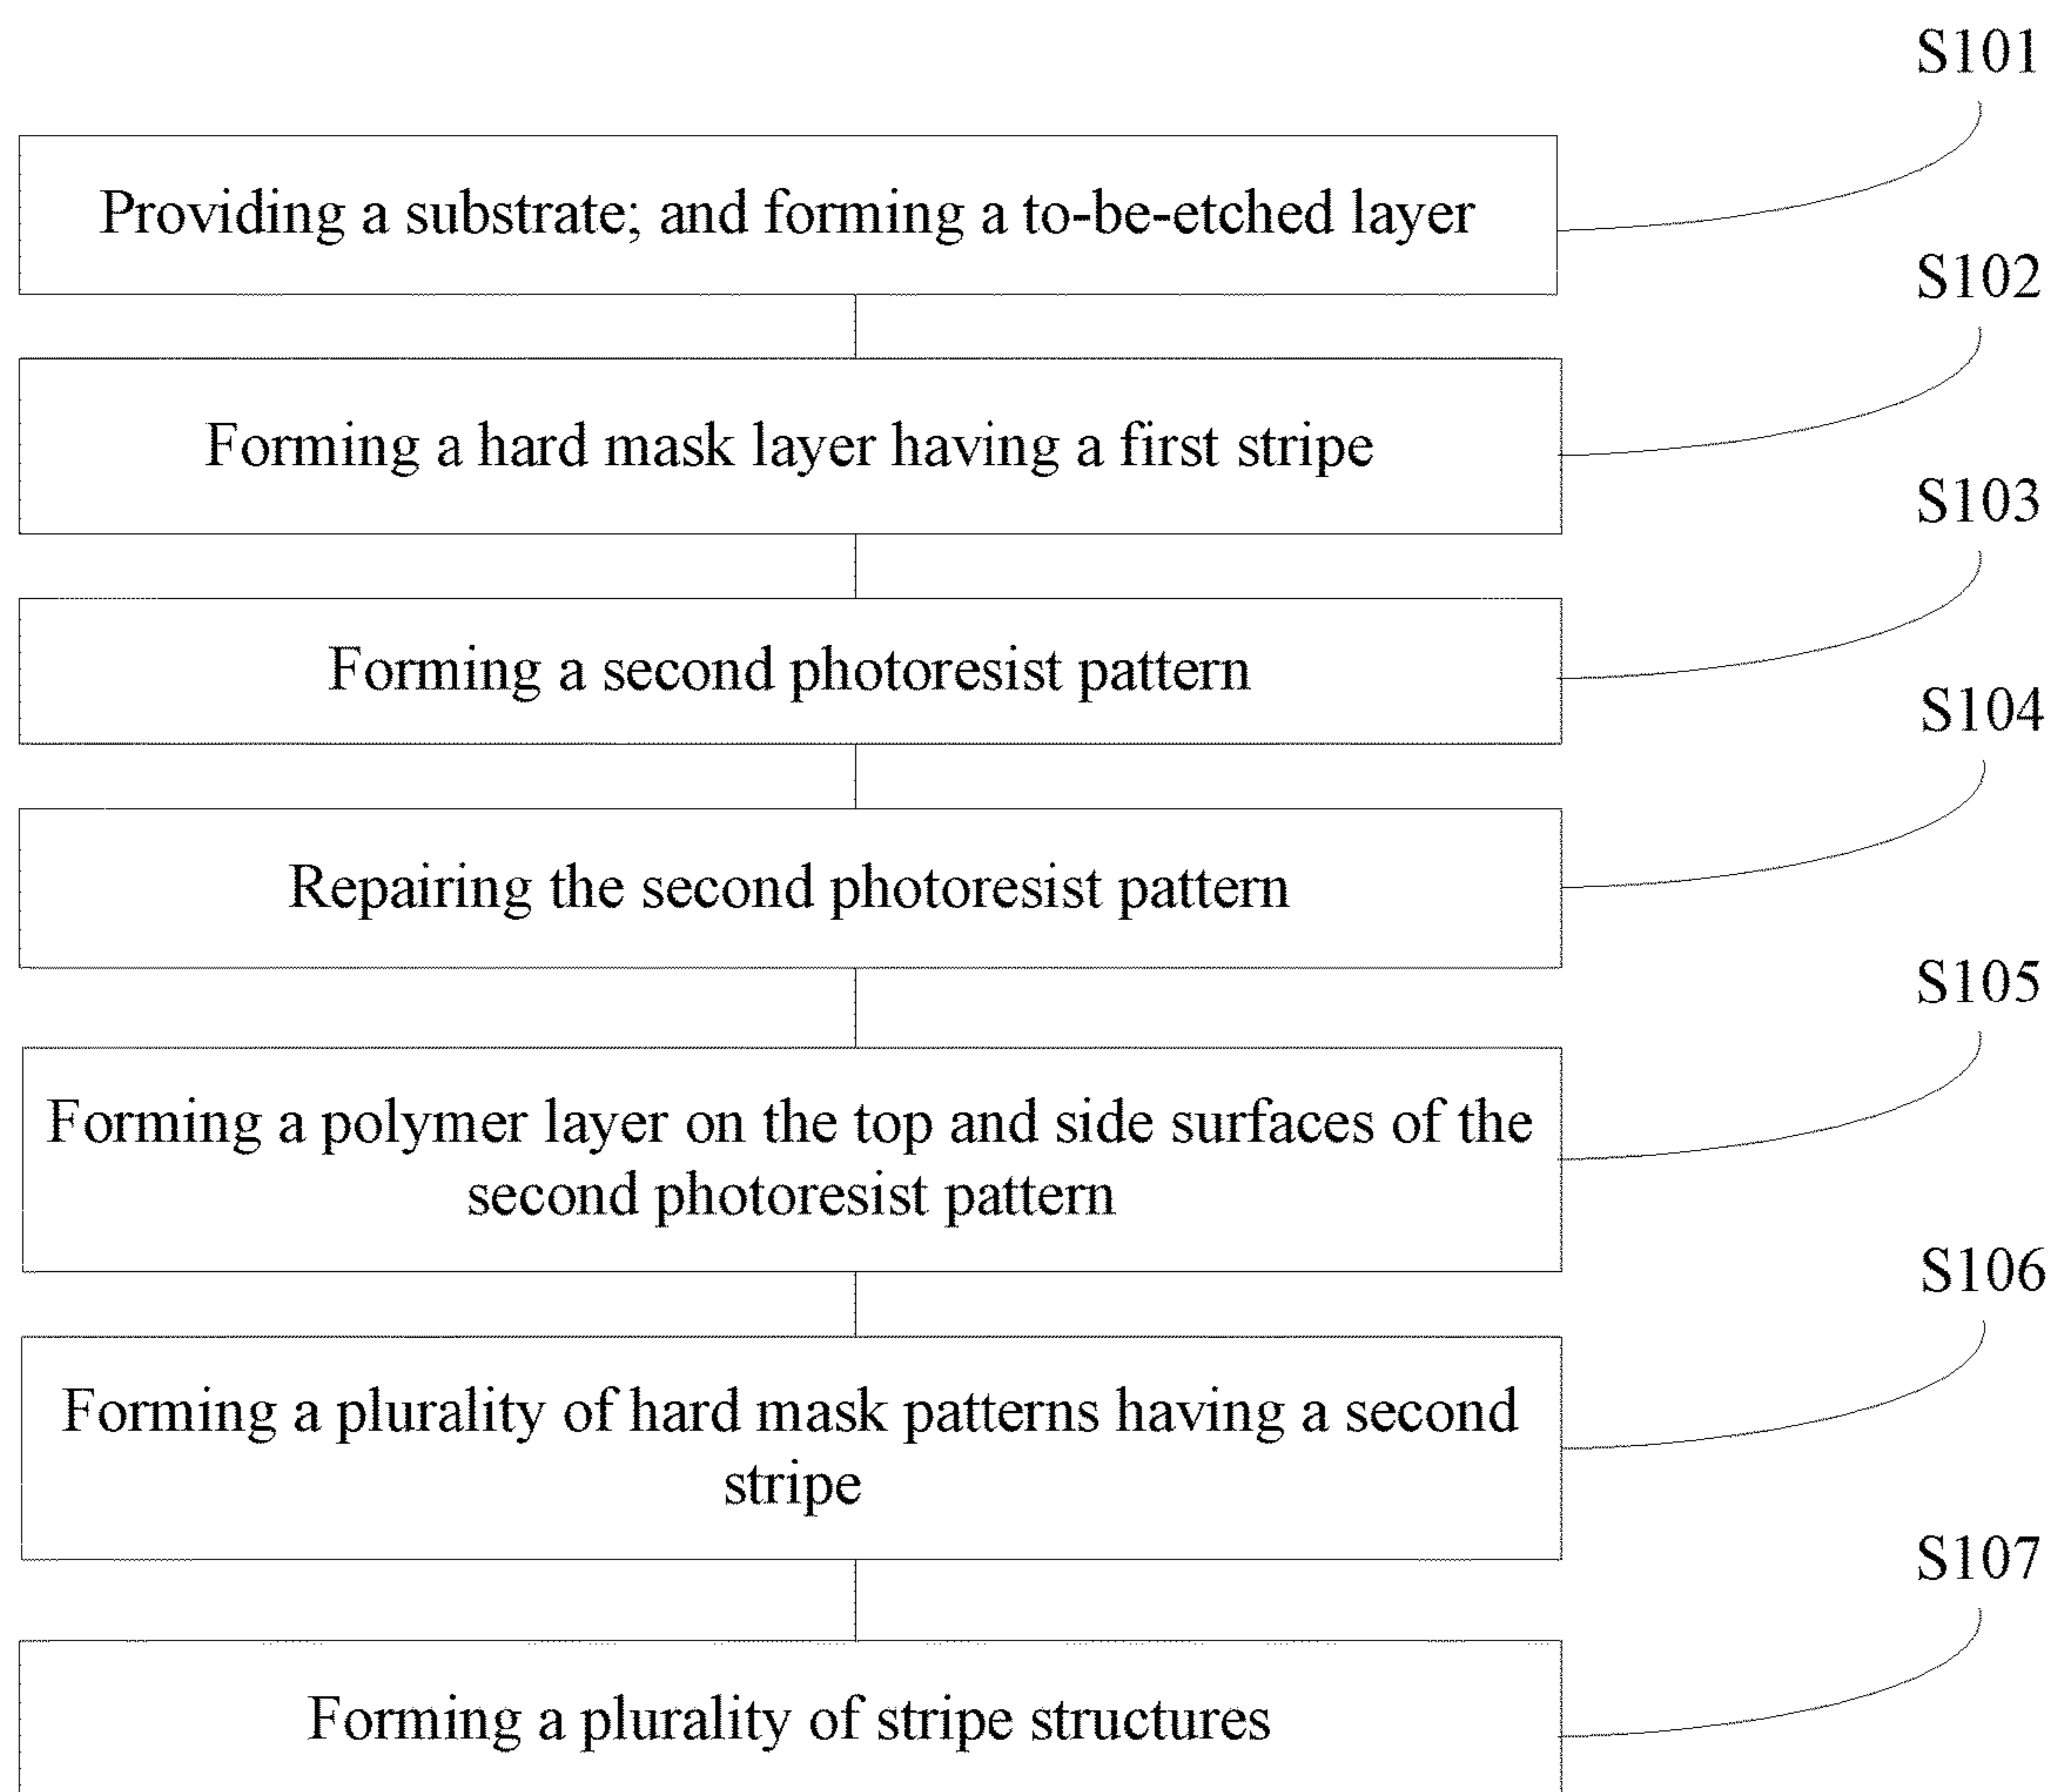 S101
Providing a substrate; and forming a to-be-etched layer
S102
Forming a hard mask layer having a first stripe
S103
Forming a second photoresist pattern
S104
Repairing the second photoresist pattern
S105
Forming a polymer layer on the top and side surfaces of the
second photoresist pattern
S106
Forming a plurality of hard mask patterns having a second
stripe
S107
Forming a plurality of stripe structures